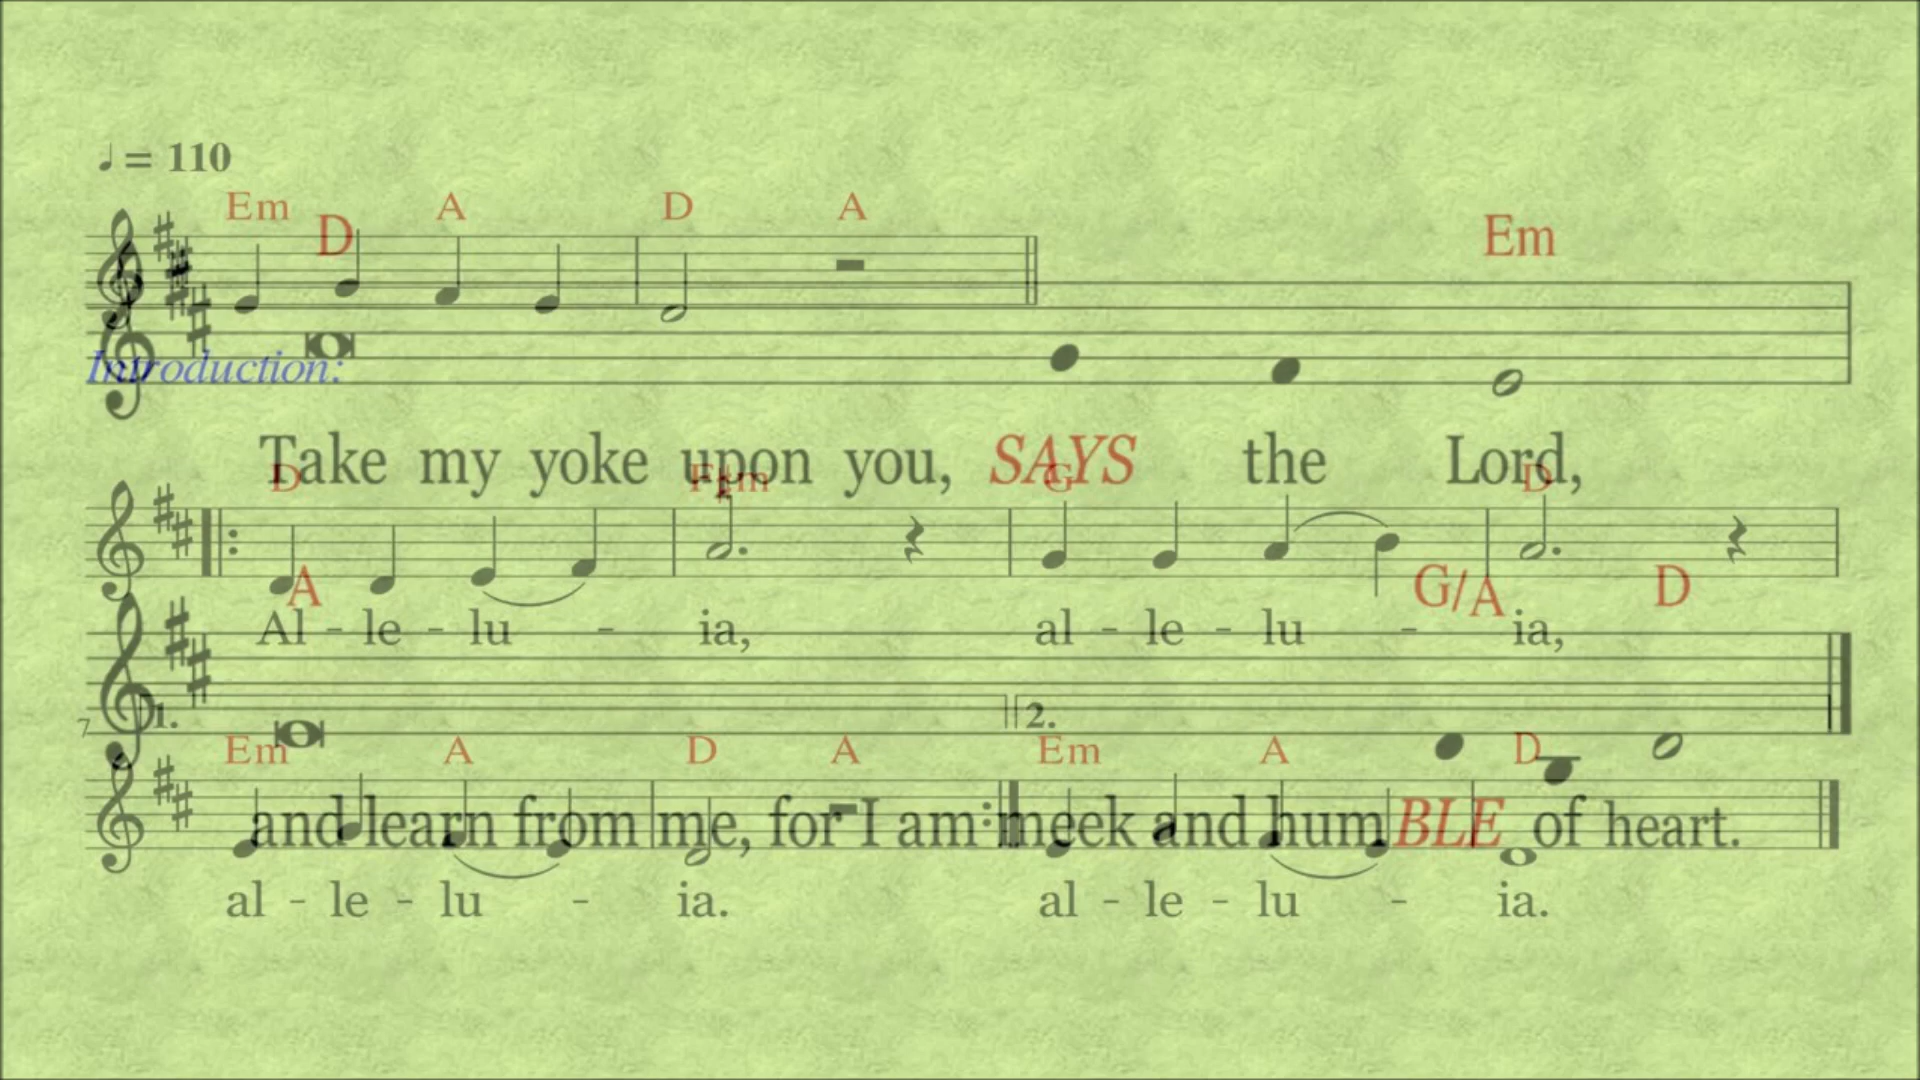 ♩ = 110
Em A D A
D Em
Introduction:
Take my yoke upon you, SAYS the Lord,
D F♯m G D
A G/A D
Al - le - lu - ia, al - le - lu - ia,
7 1. 2.
Em A D A Em A D
and learn from me, for I am meek and humBLE of heart.
al - le - lu - ia. al - le - lu - ia.